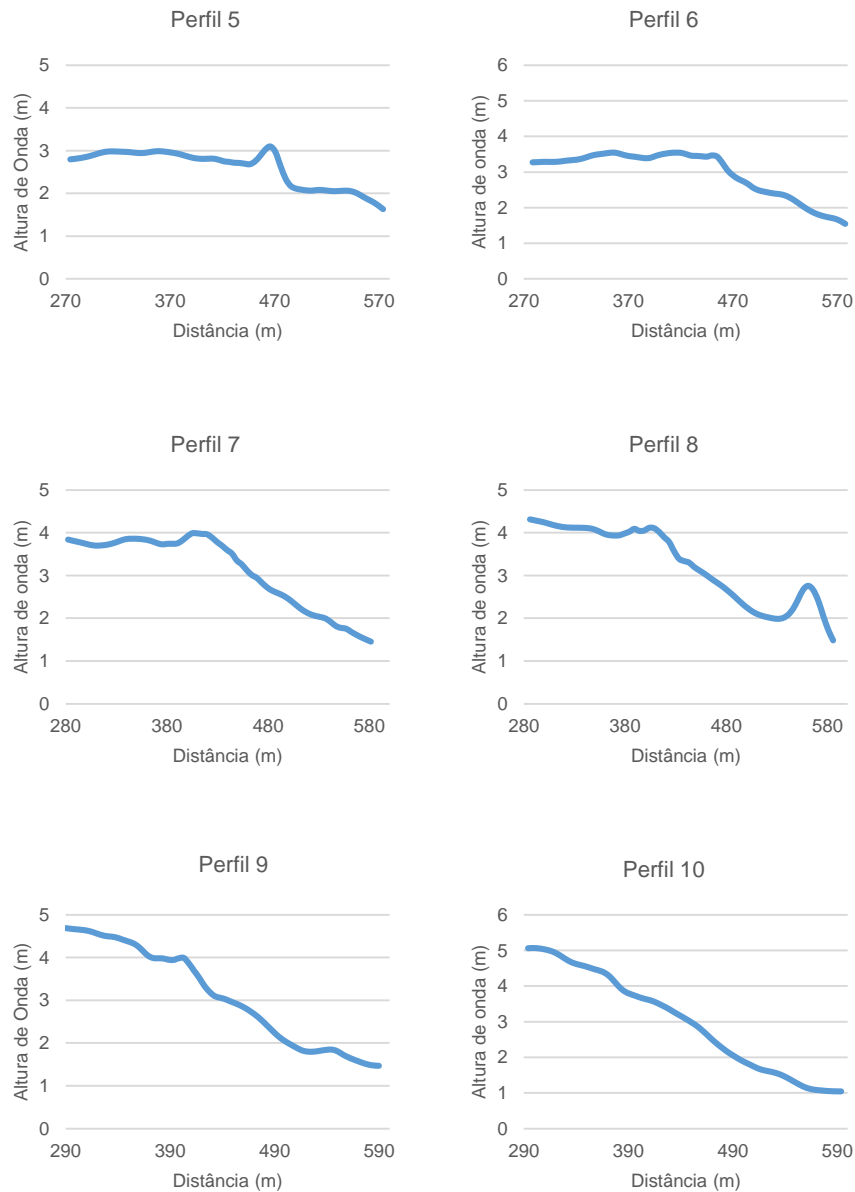 Perfil 5
5
4
3
2
1
0
270 370 470 570
Altura de Onda (m)
Distância (m)
Perfil 6
6
5
4
3
2
1
0
270 370 470 570
Altura de onda (m)
Distância (m)
Perfil 7
5
4
3
2
1
0
280 380 480 580
Altura de onda (m)
Distância (m)
Perfil 8
5
4
3
2
1
0
280 380 480 580
Altura de onda (m)
Distância (m)
Perfil 9
5
4
3
2
1
0
290 390 490 590
Altura de Onda (m)
Distância (m)
Perfil 10
6
5
4
3
2
1
0
290 390 490 590
Altura de onda (m)
Distância (m)